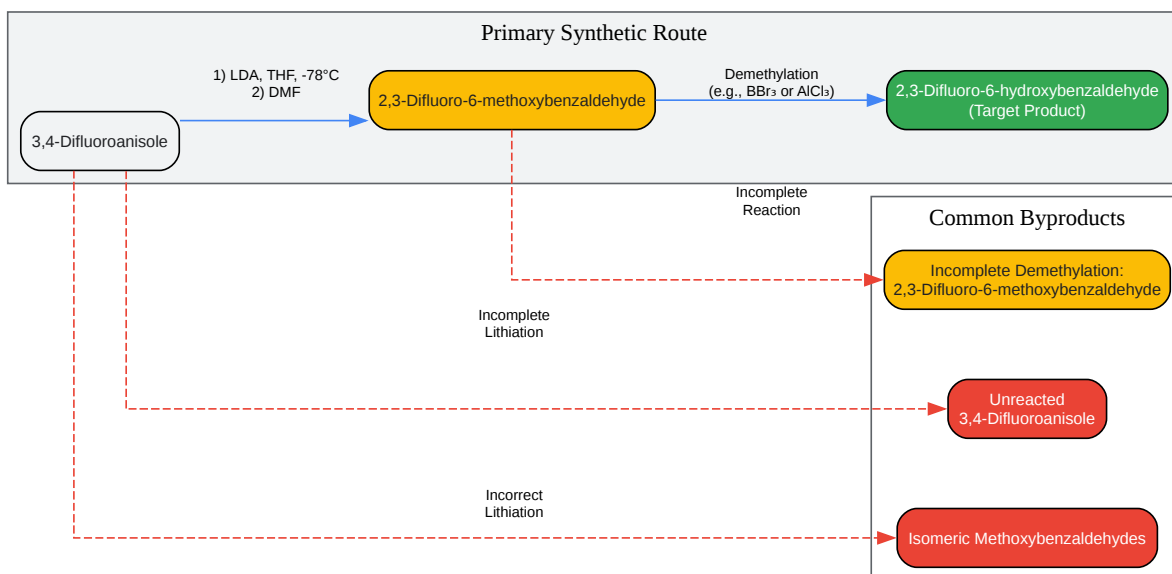 Primary Synthetic Route
1) LDA, THF, -78°C
2) DMF
3,4-Difluoroanisole
2,3-Difluoro-6-methoxybenzaldehyde
Demethylation
(e.g., BBr₃ or AlCl₃)
2,3-Difluoro-6-hydroxybenzaldehyde
(Target Product)
Incomplete
Reaction
Common Byproducts
Incomplete Demethylation:
2,3-Difluoro-6-methoxybenzaldehyde
Incomplete
Lithiation
Unreacted
3,4-Difluoroanisole
Incorrect
Lithiation
Isomeric Methoxybenzaldehydes